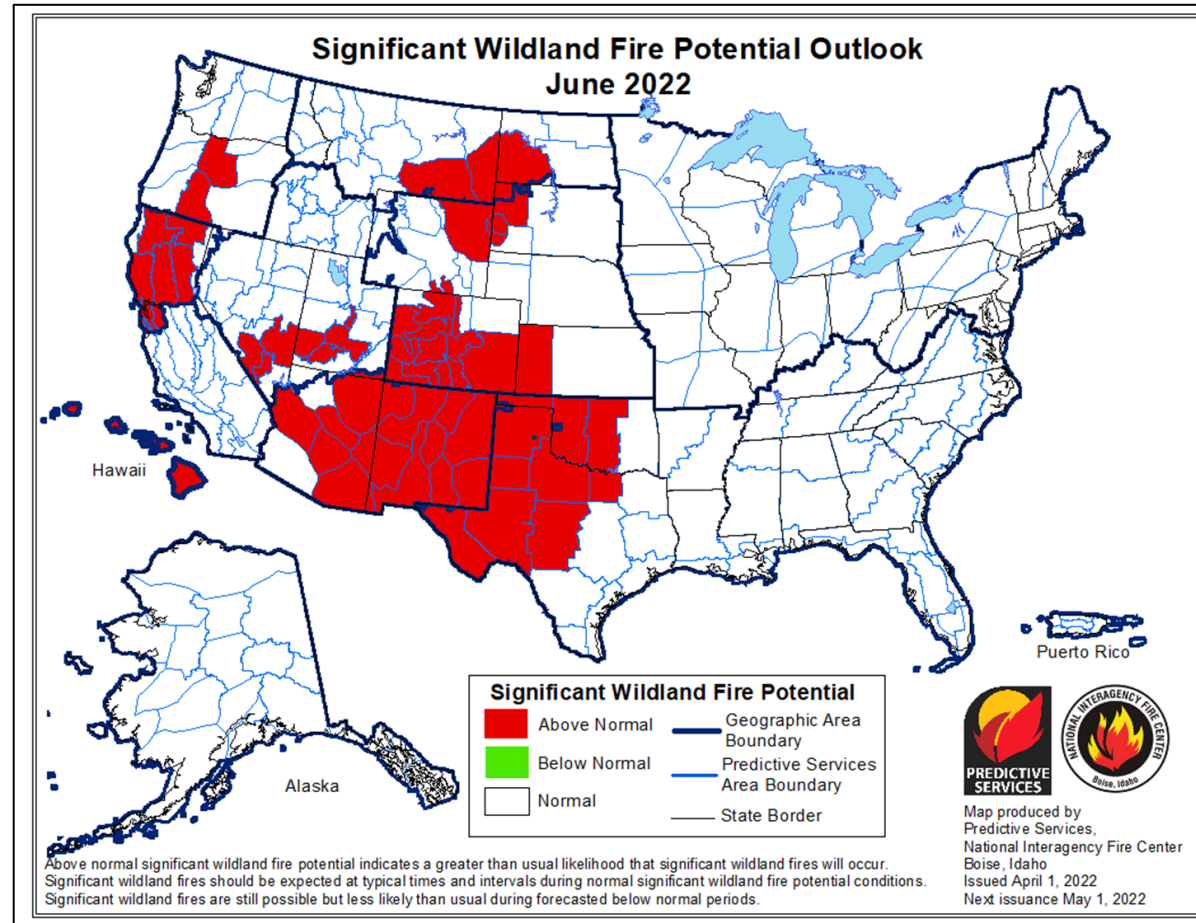 Significant Wildland Fire Potential Outlook
June 2022
Hawaii
Alaska
Puerto Rico
Significant Wildland Fire Potential
Above Normal
Below Normal
Normal
Geographic Area
Boundary
Predictive Services
Area Boundary
State Border
PREDICTIVE
SERVICES
NATIONAL INTERAGENCY FIRE CENTER
Boise, Idaho
Map produced by
Predictive Services,
National Interagency Fire Center
Boise, Idaho
Issued April 1, 2022
Next issuance May 1, 2022
Above normal significant wildland fire potential indicates a greater than usual likelihood that significant wildland fires will occur.
Significant wildland fires should be expected at typical times and intervals during normal significant wildland fire potential conditions.
Significant wildland fires are still possible but less likely than usual during forecasted below normal periods.